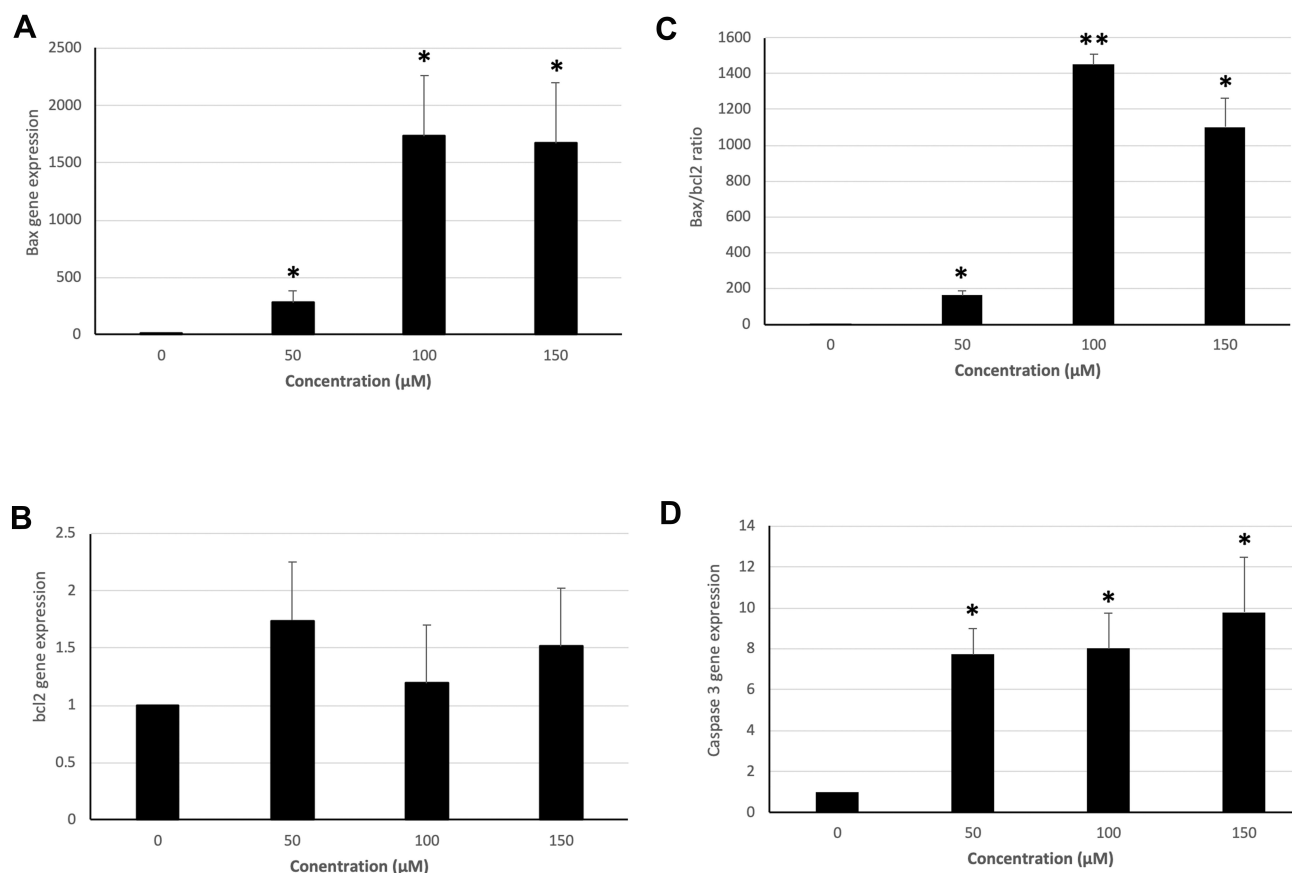 A
Bax gene expression
2500
2000
1500
1000
500
0
*
*
*
0 50 100 150
Concentration (µM)
C
Bax/bcl2 ratio
1600
1400
1200
1000
800
600
400
200
0
*
**
*
0 50 100 150
Concentration (µM)
B
bcl2 gene expression
2.5
2
1.5
1
0.5
0
0 50 100 150
Conentration (µM)
D
Caspase 3 gene expression
14
12
10
8
6
4
2
0
*
*
*
0 50 100 150
Concentration (µM)